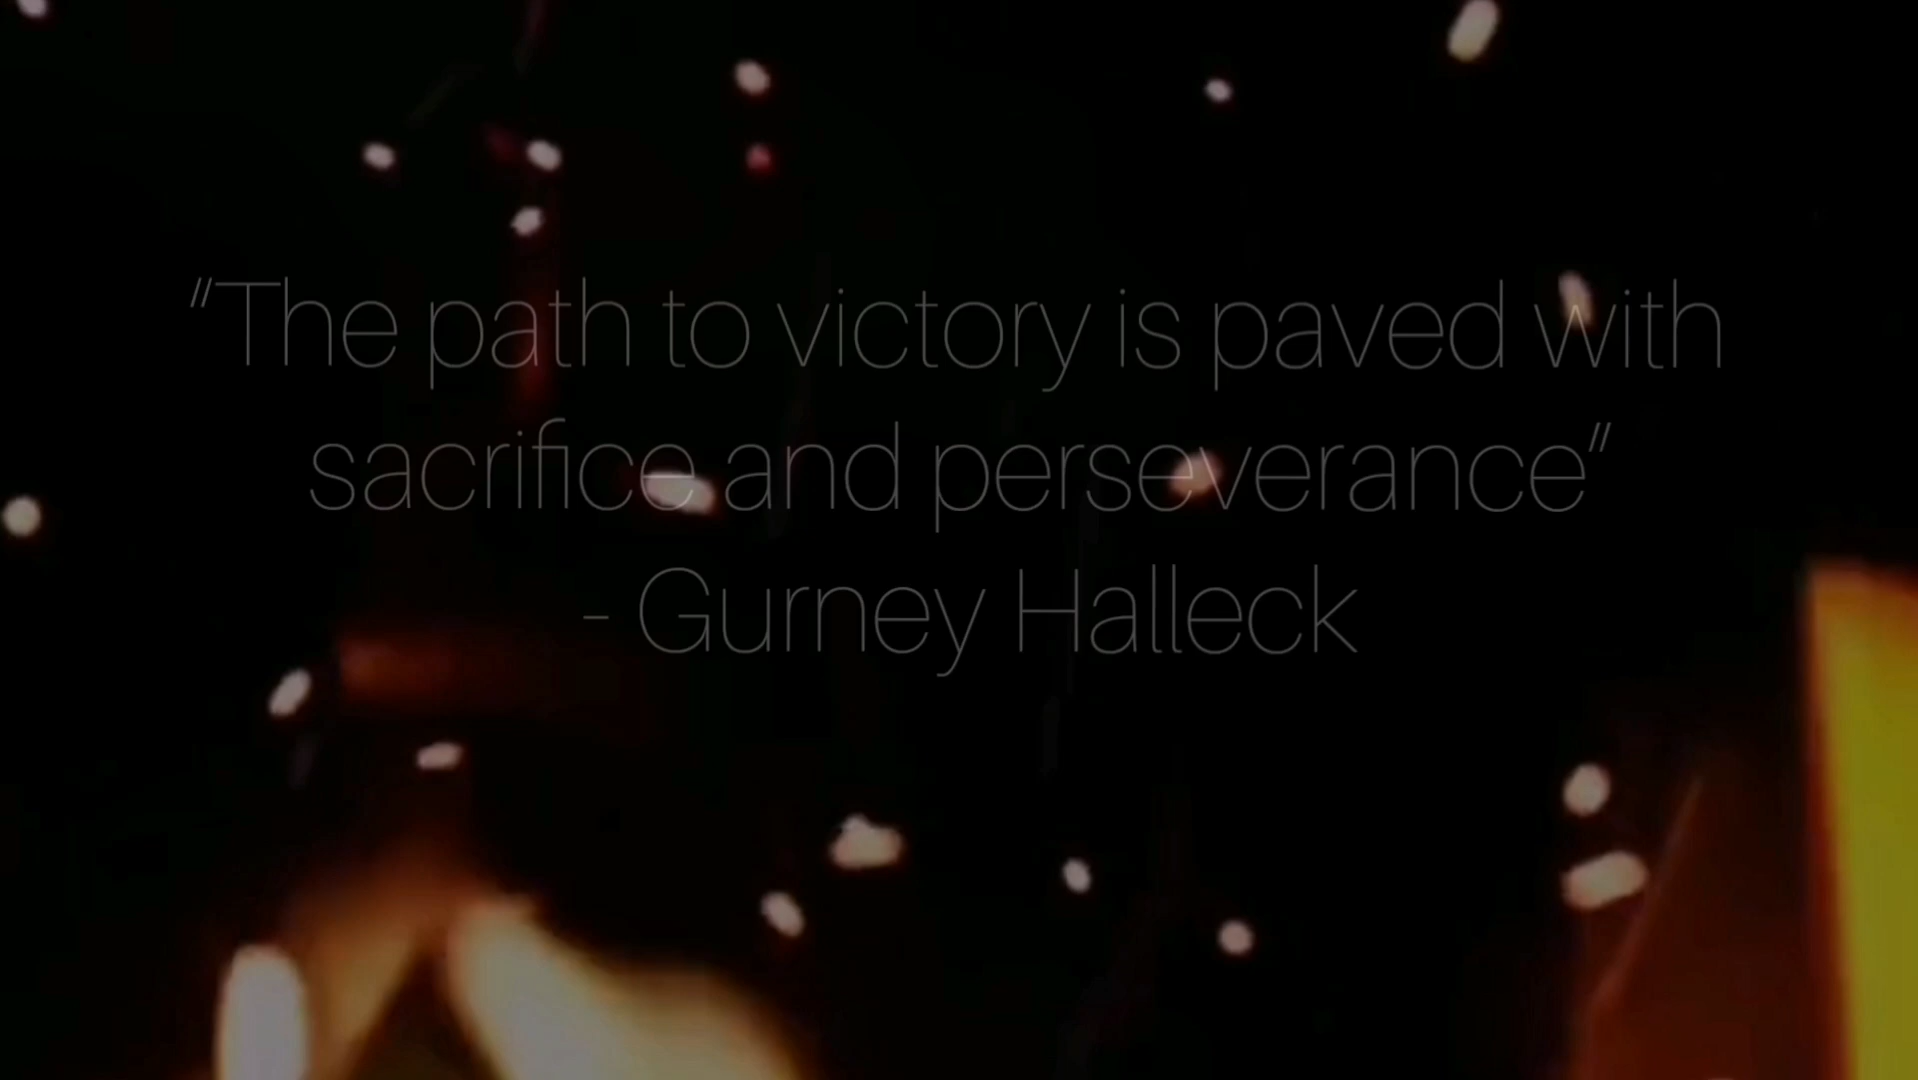 “The path to victory is paved with
sacrifice and perseverance”
- Gurney Halleck